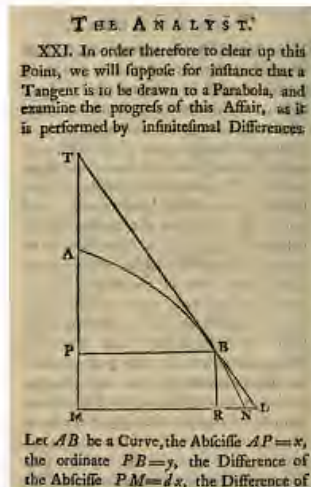 THE ANALYST.
XXI. In order therefore to clear up this
Point, we will ſuppoſe for inſtance that a
Tangent is to be drawn to a Parabola, and
examine the progreſs of this Affair, as it
is performed by infiniteſimal Differences.
T
A
P B
M R N L
Let AB be a Curve, the Abſciſſe AP=x,
the ordinate PB=y, the Difference of
the Abſciſſe PM=dx, the Difference of